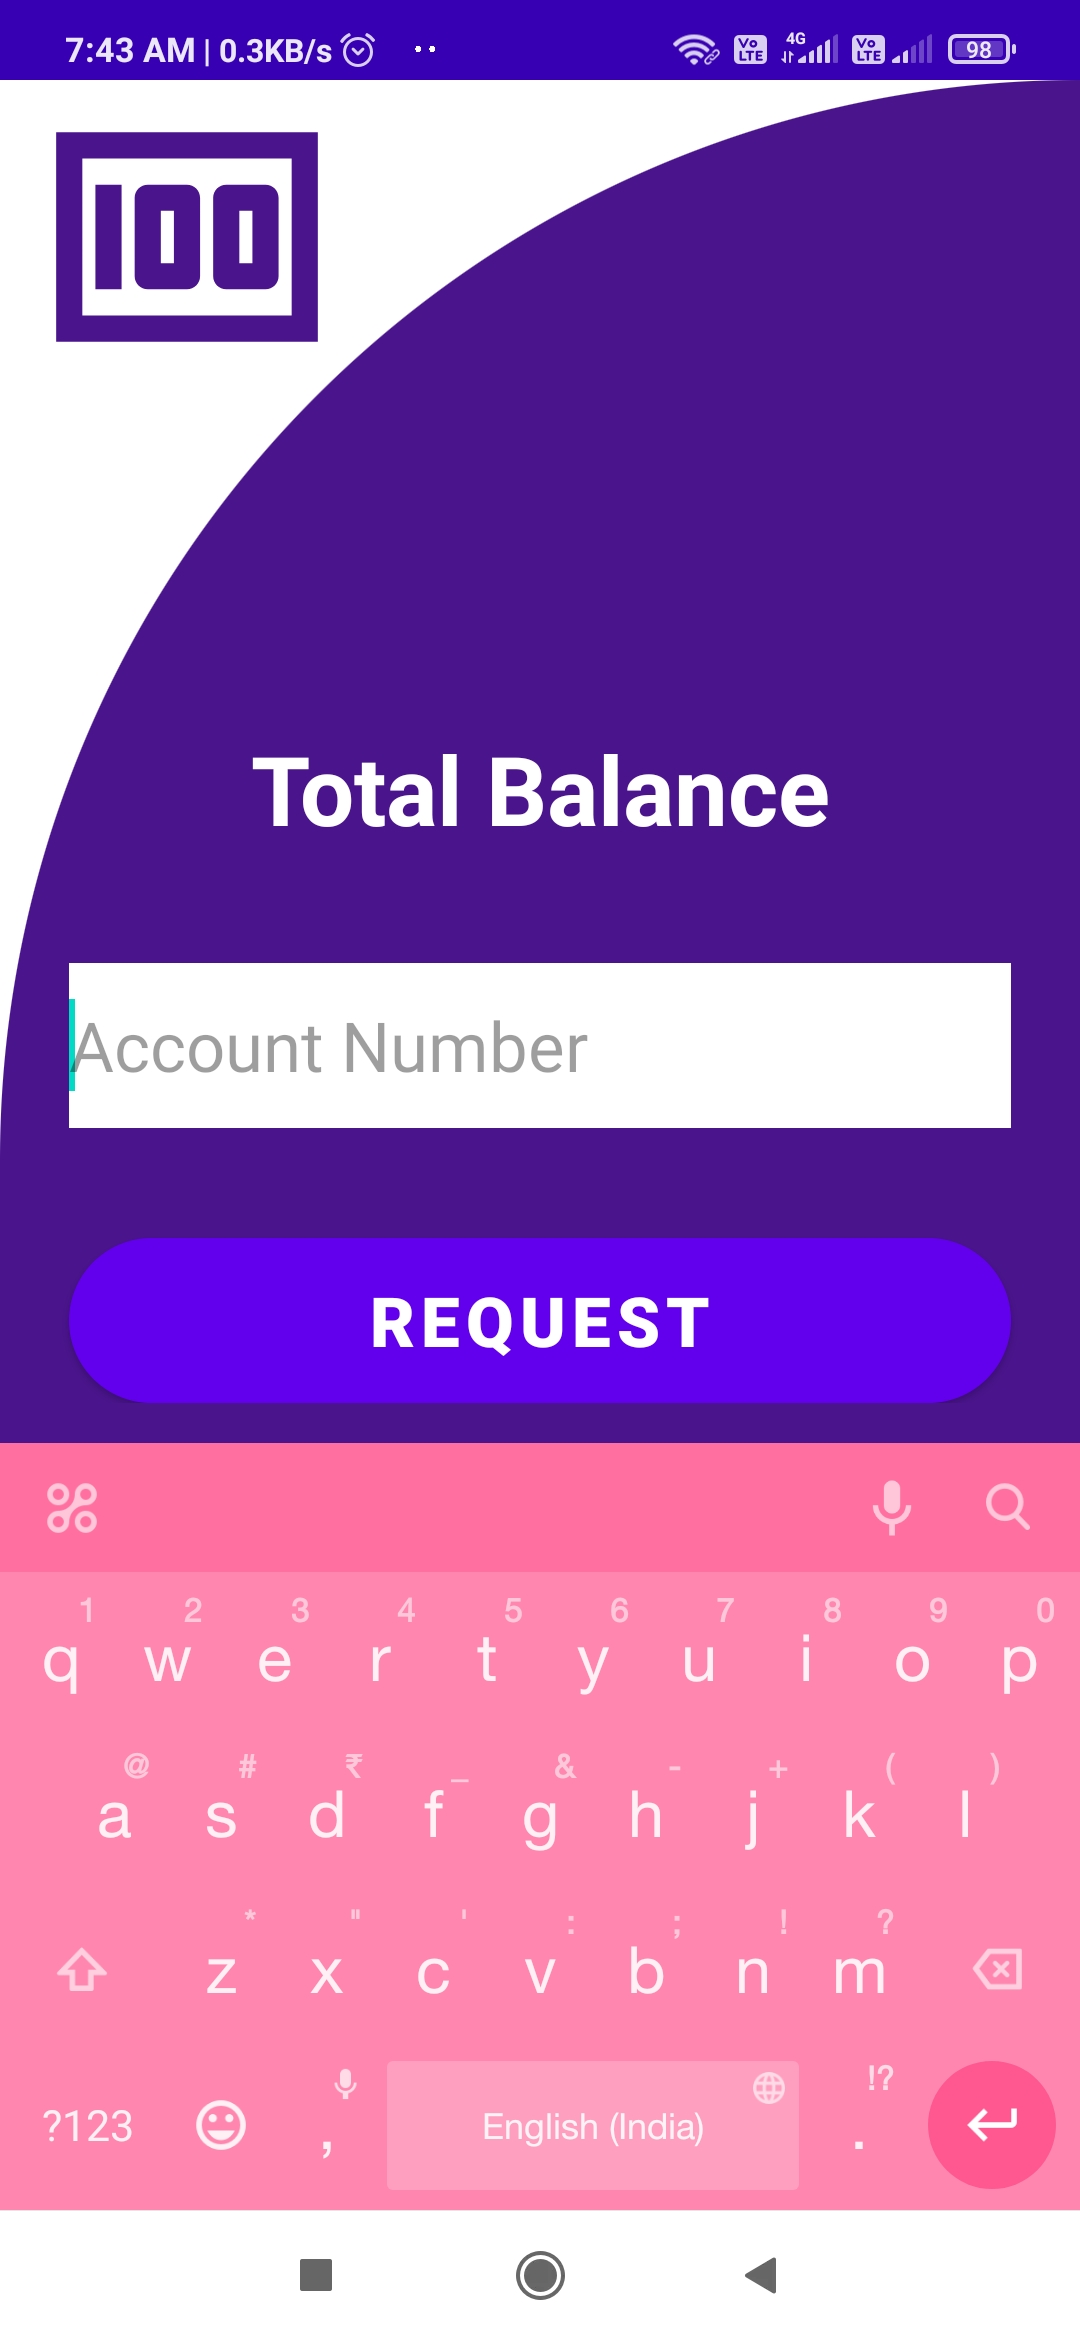 7:43 AM | 0.3KB/s
Vo LTE 4G Vo LTE 98
100
Total Balance
Account Number
REQUEST
1 2 3 4 5 6 7 8 9 0
q w e r t y u i o p
@ # ₹ _ & - + ( )
a s d f g h j k l
* " ' : ; ! ?
z x c v b n m
!?
?123 , English (India) .